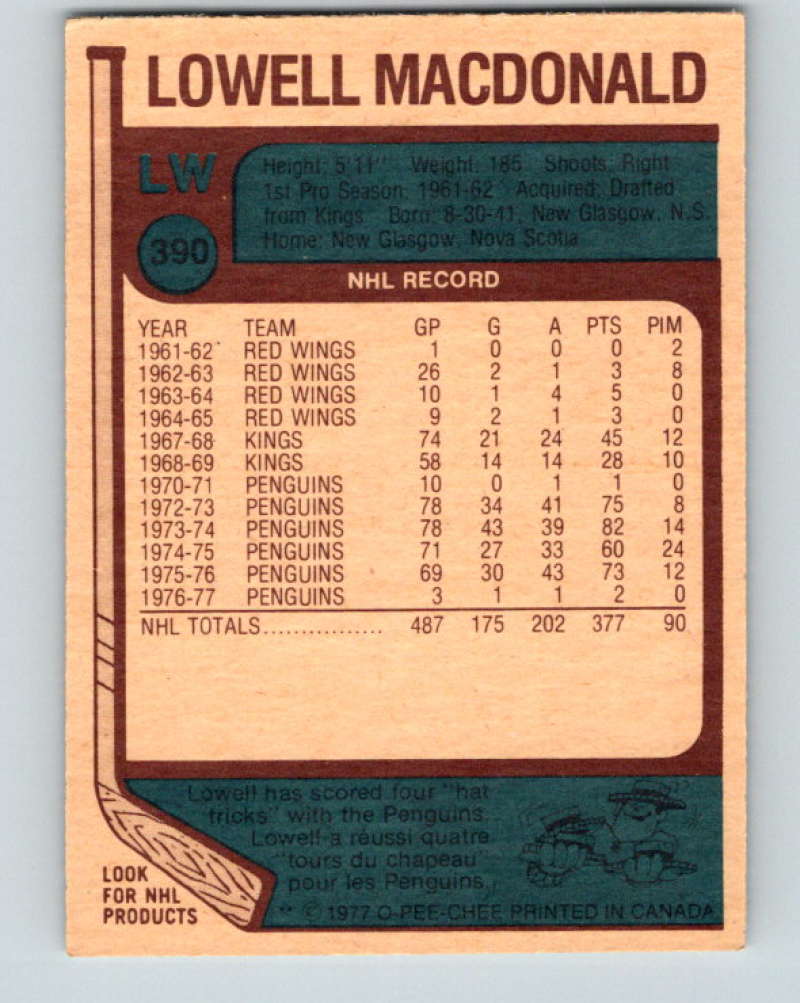 LOWELL MACDONALD
LW
390
Height: 5'11" Weight: 185 Shoots: Right
1st Pro Season: 1961-62 Acquired: Drafted
from Kings Born: 8-30-41, New Glasgow, N.S.
Home: New Glasgow, Nova Scotia
NHL RECORD
YEAR TEAM GP G A PTS PIM
1961-62 RED WINGS 1 0 0 0 2
1962-63 RED WINGS 26 2 1 3 8
1963-64 RED WINGS 10 1 4 5 0
1964-65 RED WINGS 9 2 1 3 0
1967-68 KINGS 74 21 24 45 12
1968-69 KINGS 58 14 14 28 10
1970-71 PENGUINS 10 0 1 1 0
1972-73 PENGUINS 78 34 41 75 8
1973-74 PENGUINS 78 43 39 82 14
1974-75 PENGUINS 71 27 33 60 24
1975-76 PENGUINS 69 30 43 73 12
1976-77 PENGUINS 3 1 1 2 0
NHL TOTALS................ 487 175 202 377 90
Lowell has scored four "hat
tricks" with the Penguins.
Lowell a réussi quatre
"tours du chapeau"
pour les Penguins.
LOOK
FOR NHL
PRODUCTS
** © 1977 O-PEE-CHEE PRINTED IN CANADA